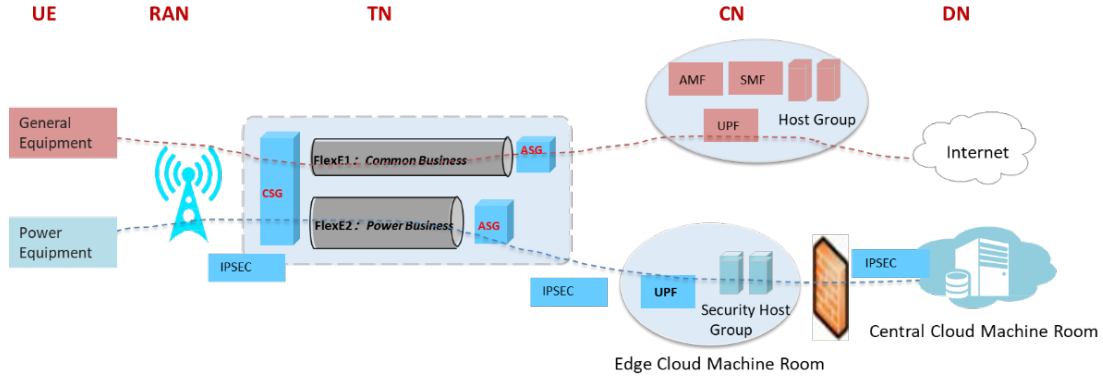 UE
RAN
TN
CN
DN
General
Equipment
CSG
FlexE1：Common Business
ASG
AMF
SMF
UPF
Host Group
Internet
Power
Equipment
FlexE2：Power Business
ASG
IPSEC
IPSEC
UPF
Security Host
Group
Edge Cloud Machine Room
IPSEC
Central Cloud Machine Room